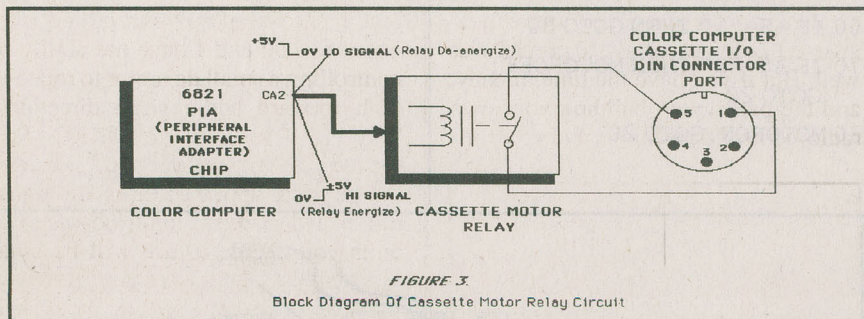 +5V
0V LO SIGNAL (Relay De-energize)
6821
PIA
(PERIPHERAL
INTERFACE
ADAPTER)
CHIP
CA2
COLOR COMPUTER
+5V
0V HI SIGNAL
(Relay Energize)
CASSETTE MOTOR
RELAY
COLOR COMPUTER
CASSETTE I/O
DIN CONNECTOR
PORT
5 1
4 3 2
FIGURE 3.
Block Diagram Of Cassette Motor Relay Circuit